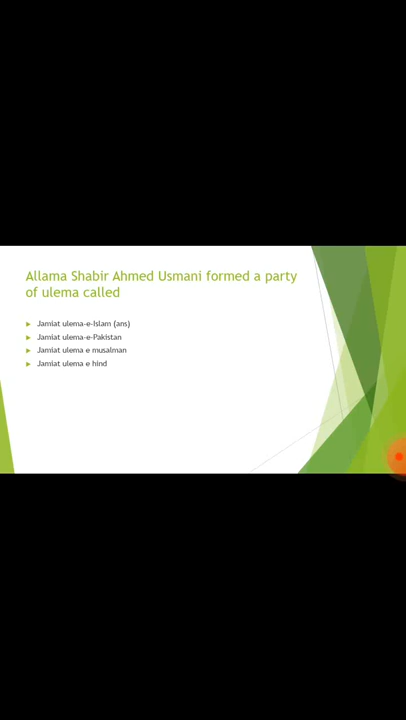 Allama Shabir Ahmed Usmani formed a party
of ulema called
Jamiat ulema-e-Islam (ans)
Jamiat ulema-e-Pakistan
Jamiat ulema e musalman
Jamiat ulema e hind